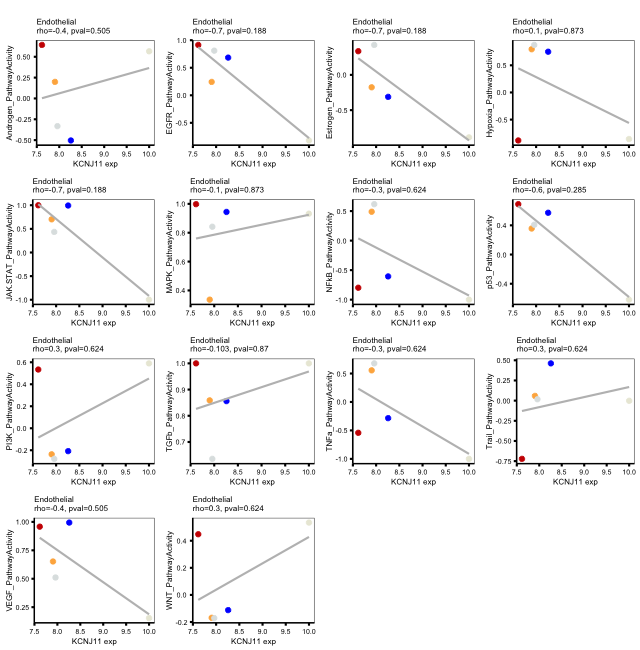 Endothelial
rho=-0.4, pval=0.505
Androgen_PathwayActivity
0.50
0.25
0.00
-0.25
-0.50
7.5 8.0 8.5 9.0 9.5 10.0
KCNJ11 exp
Endothelial
rho=-0.7, pval=0.188
EGFR_PathwayActivity
0.5
0.0
-0.5
7.5 8.0 8.5 9.0 9.5 10.0
KCNJ11 exp
Endothelial
rho=-0.7, pval=0.188
Estrogen_PathwayActivity
0.0
-0.5
7.5 8.0 8.5 9.0 9.5 10.0
KCNJ11 exp
Endothelial
rho=0.1, pval=0.873
Hypoxia_PathwayActivity
0.5
0.0
-0.5
7.5 8.0 8.5 9.0 9.5 10.0
KCNJ11 exp
Endothelial
rho=-0.7, pval=0.188
JAK.STAT_PathwayActivity
1.0
0.5
0.0
-0.5
-1.0
7.5 8.0 8.5 9.0 9.5 10.0
KCNJ11 exp
Endothelial
rho=-0.1, pval=0.873
MAPK_PathwayActivity
1.0
0.8
0.6
0.4
7.5 8.0 8.5 9.0 9.5 10.0
KCNJ11 exp
Endothelial
rho=-0.3, pval=0.624
NFkB_PathwayActivity
0.5
0.0
-0.5
-1.0
7.5 8.0 8.5 9.0 9.5 10.0
KCNJ11 exp
Endothelial
rho=-0.6, pval=0.285
p53_PathwayActivity
0.4
0.0
-0.4
7.5 8.0 8.5 9.0 9.5 10.0
KCNJ11 exp
Endothelial
rho=0.3, pval=0.624
PI3K_PathwayActivity
0.6
0.4
0.2
0.0
-0.2
7.5 8.0 8.5 9.0 9.5 10.0
KCNJ11 exp
Endothelial
rho=-0.103, pval=0.87
TGFb_PathwayActivity
1.0
0.9
0.8
0.7
7.5 8.0 8.5 9.0 9.5 10.0
KCNJ11 exp
Endothelial
rho=-0.3, pval=0.624
TNFa_PathwayActivity
0.5
0.0
-0.5
-1.0
7.5 8.0 8.5 9.0 9.5 10.0
KCNJ11 exp
Endothelial
rho=0.3, pval=0.624
Trail_PathwayActivity
0.50
0.25
0.00
-0.25
-0.50
-0.75
7.5 8.0 8.5 9.0 9.5 10.0
KCNJ11 exp
Endothelial
rho=-0.4, pval=0.505
VEGF_PathwayActivity
1.00
0.75
0.50
0.25
7.5 8.0 8.5 9.0 9.5 10.0
KCNJ11 exp
Endothelial
rho=0.3, pval=0.624
WNT_PathwayActivity
0.4
0.2
0.0
-0.2
7.5 8.0 8.5 9.0 9.5 10.0
KCNJ11 exp